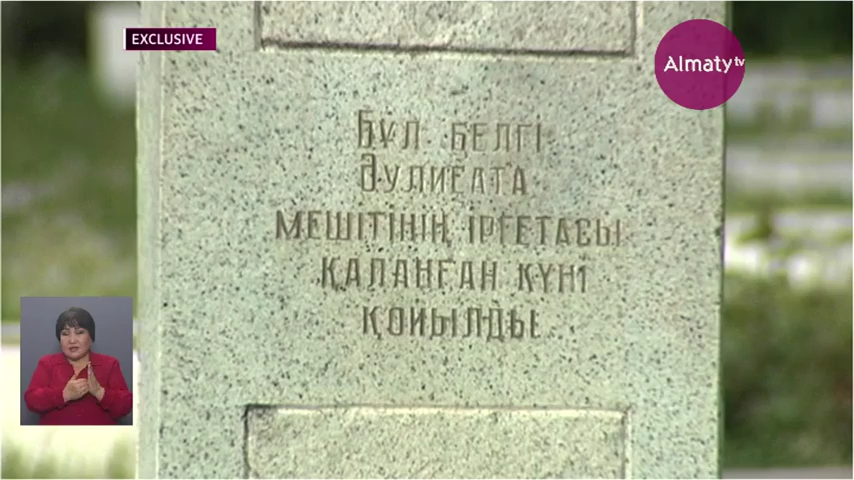 EXCLUSIVE
Almaty tv
БҰЛ БЕЛГІ
ӘУЛИЕАТА
МЕШІТІНІҢ ІРГЕТАСЫ
ҚАЛАНҒАН КҮНІ
ҚОЙЫЛДЫ